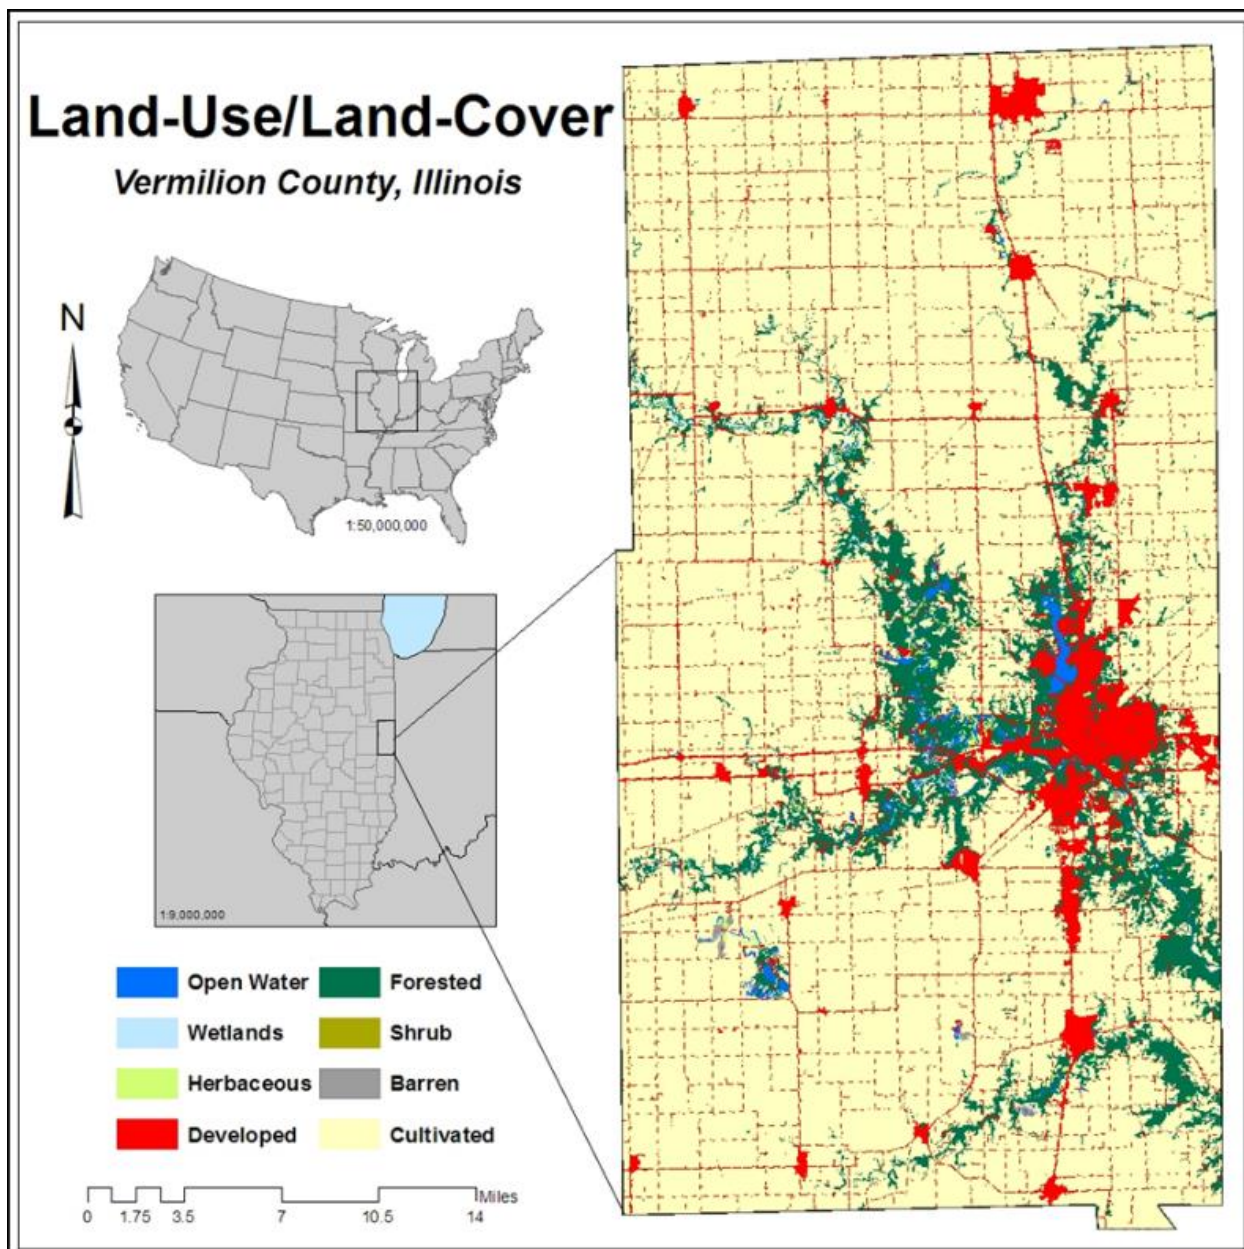 Land-Use/Land-Cover
Vermilion County, Illinois
N
1:50,000,000
1:9,000,000
Open Water
Forested
Wetlands
Shrub
Herbaceous
Barren
Developed
Cultivated
Miles
0 1.75 3.5 7 10.5 14